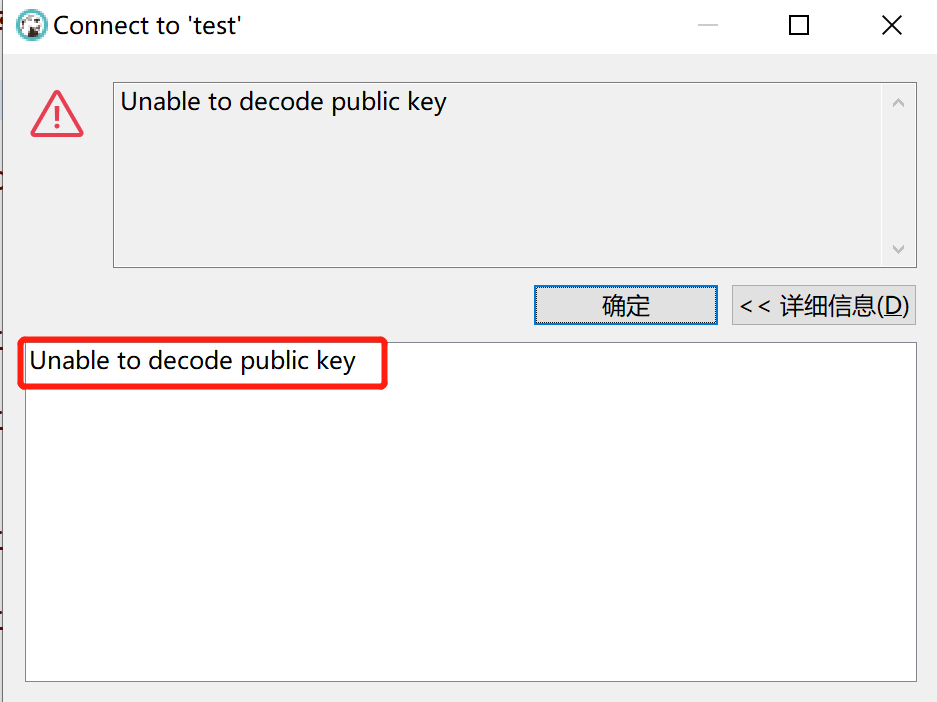 Connect to 'test'
Unable to decode public key
确定
<< 详细信息(D)
Unable to decode public key